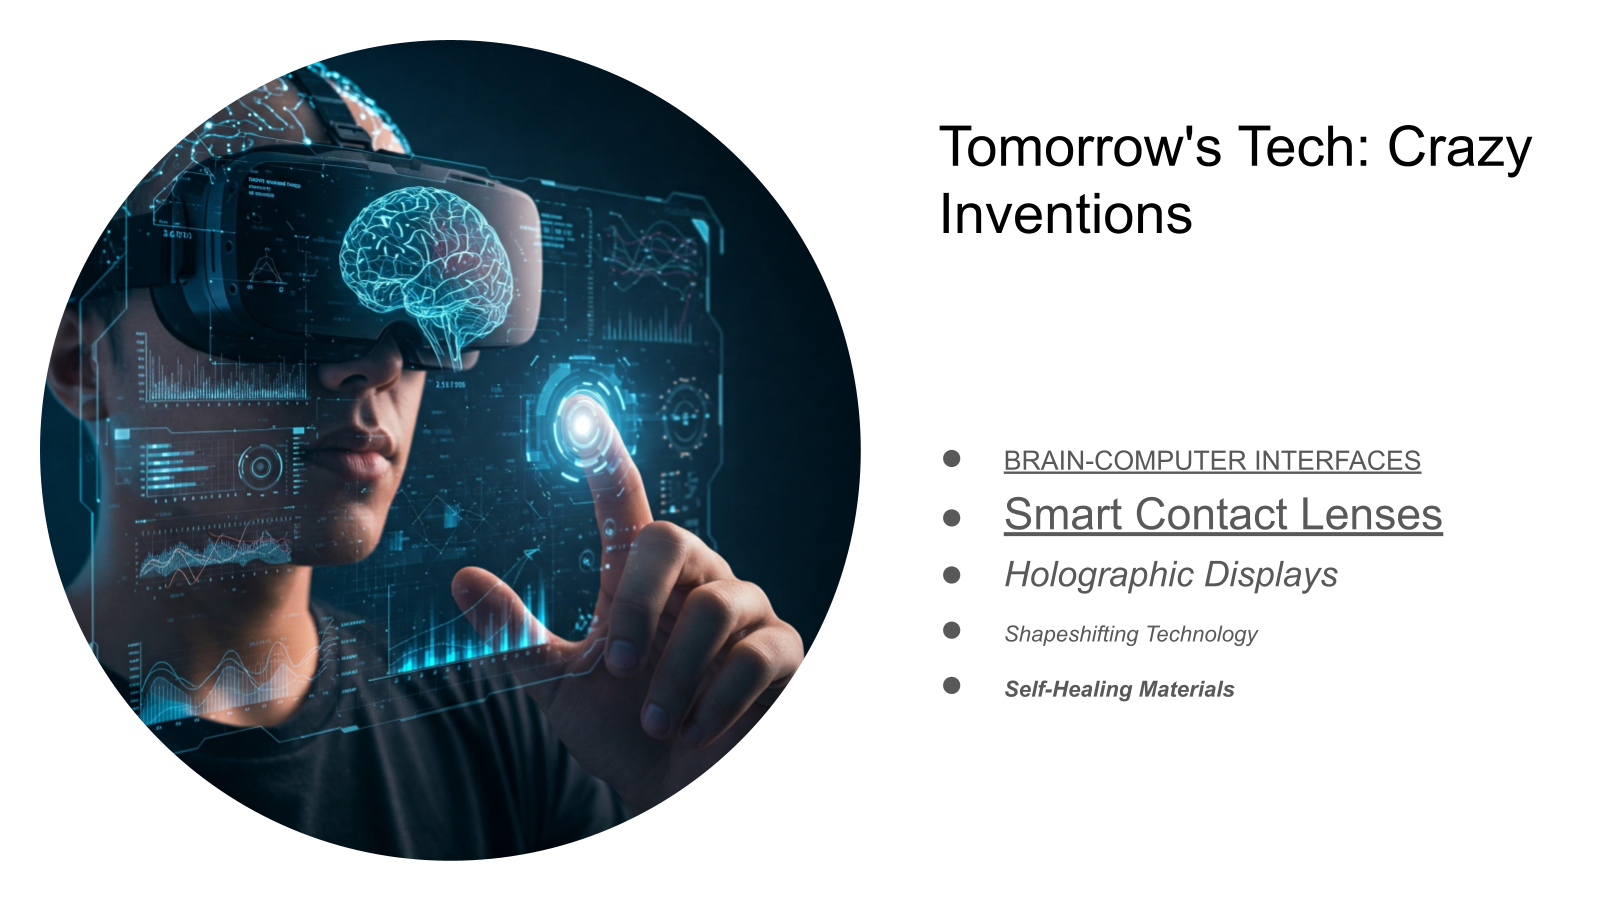 Tomorrow's Tech: Crazy
Inventions
● BRAIN-COMPUTER INTERFACES
● Smart Contact Lenses
● Holographic Displays
● Shapeshifting Technology
● Self-Healing Materials